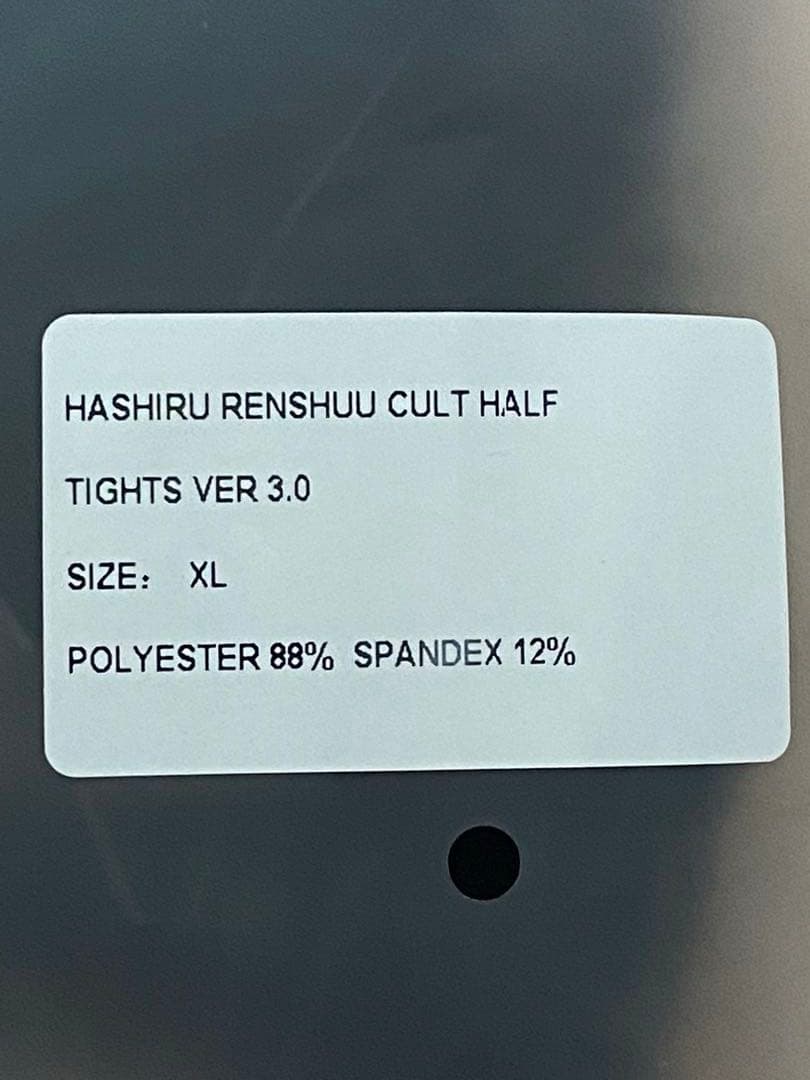 HASHIRU RENSHUU CULT HALF
TIGHTS VER 3.0
SIZE: XL
POLYESTER 88% SPANDEX 12%